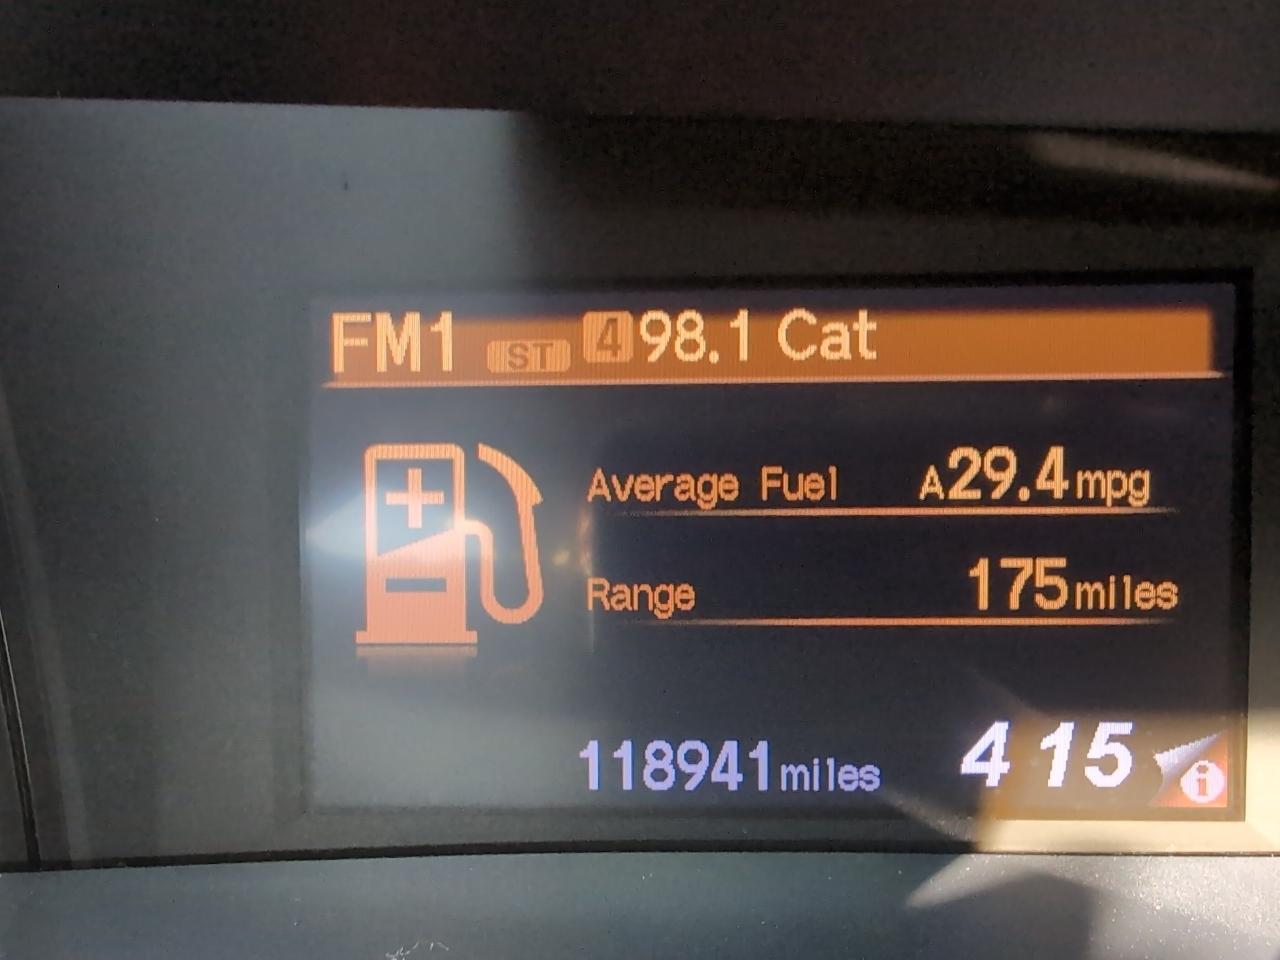 FM1 ST 4 98.1 Cat
Average Fuel A29.4mpg
Range 175miles
118941miles 4 15 i